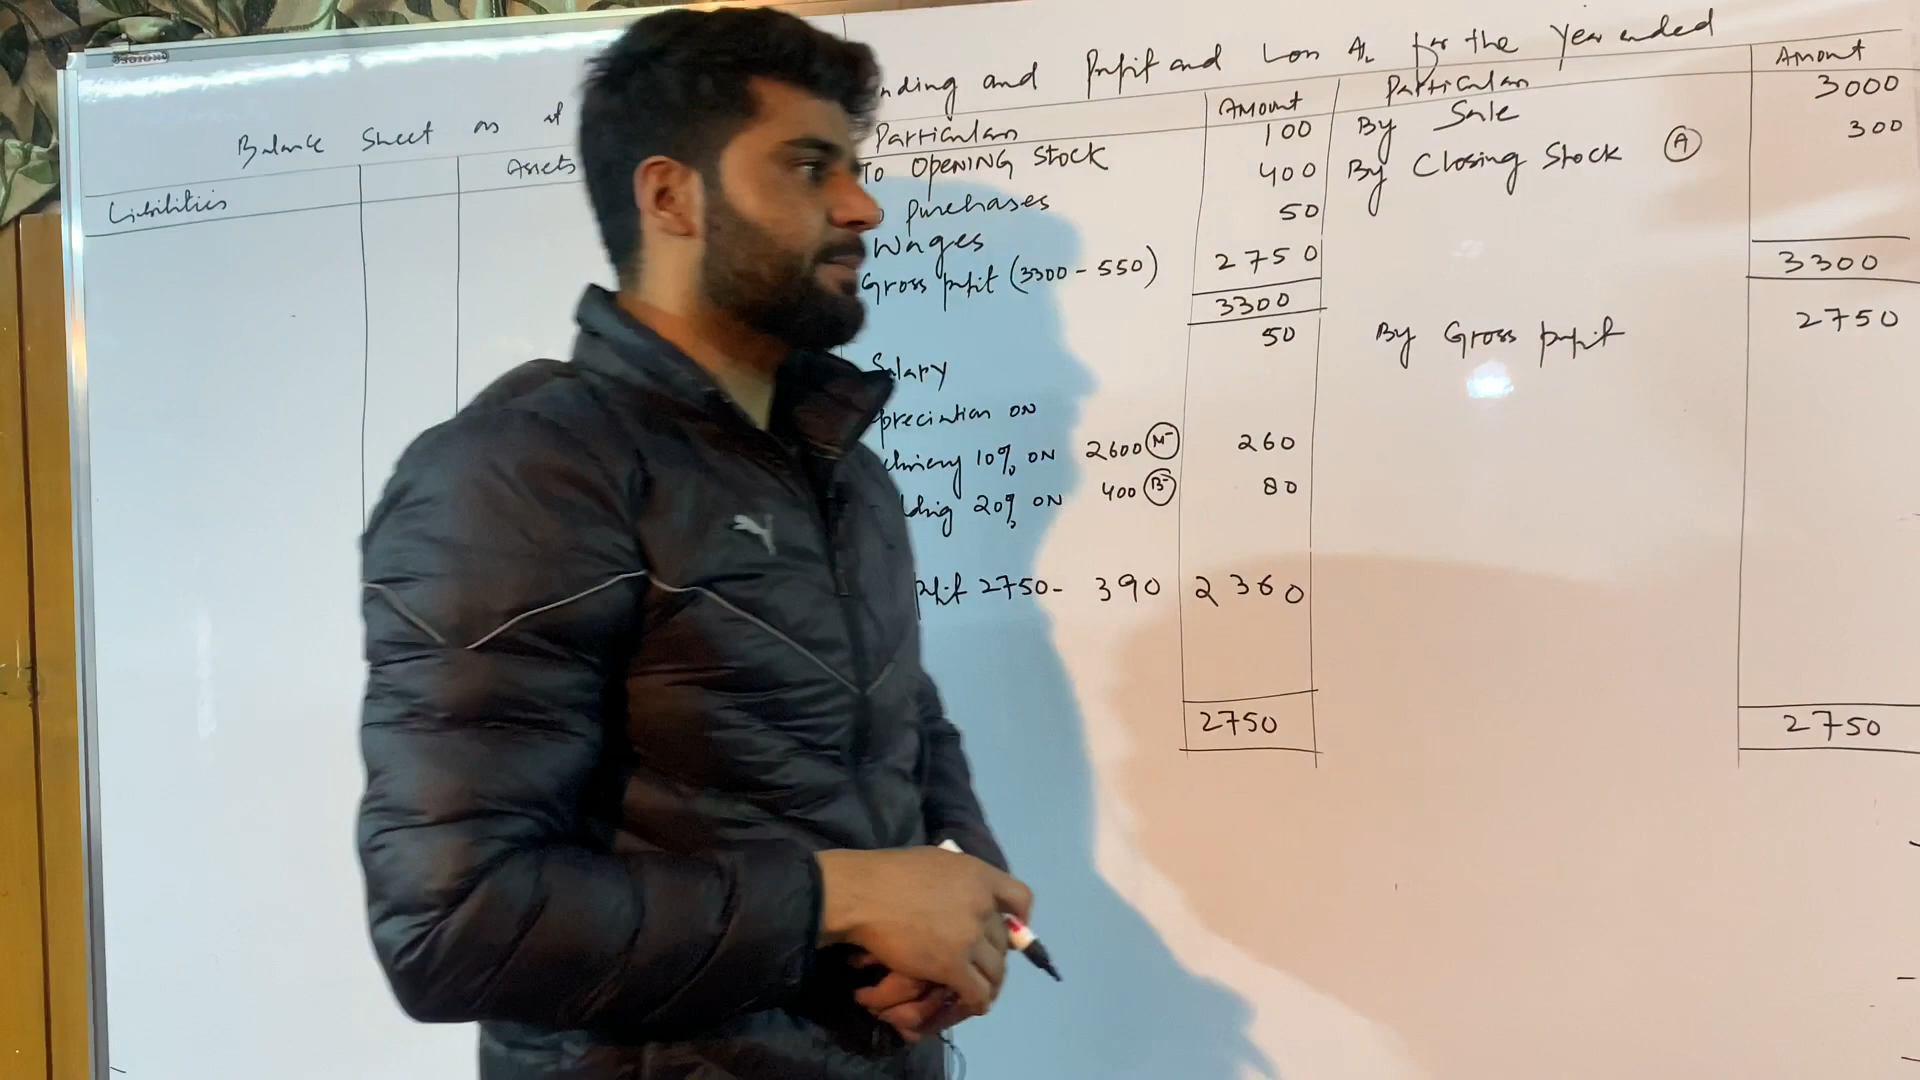 Balance Sheet as at
Liabilities
Assets
nding and Profit and Loss A/c for the Year ended
Particulars Amount Particulars Amount
To Opening Stock 100 By Sale 3000
purchases 400 By Closing Stock (A) 300
Wages 50
Gross profit (3300 - 550) 2750
3300 3300
Salary 50 By Gross profit 2750
preciation on
chinery 10% on 2600 (M-) 260
lding 20% on 400 (B-) 80
profit 2750 - 390 2360
2750 2750